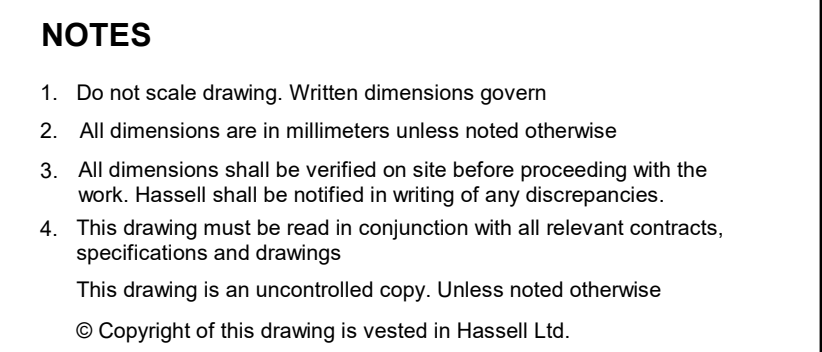 NOTES
1. Do not scale drawing. Written dimensions govern
2. All dimensions are in millimeters unless noted otherwise
3. All dimensions shall be verified on site before proceeding with the
work. Hassell shall be notified in writing of any discrepancies.
4. This drawing must be read in conjunction with all relevant contracts,
specifications and drawings
This drawing is an uncontrolled copy. Unless noted otherwise
© Copyright of this drawing is vested in Hassell Ltd.